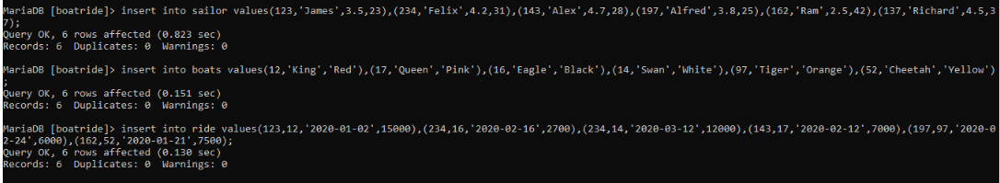 MariaDB [boatride]> insert into sailor values(123,'James',3.5,23),(234,'Felix',4.2,31),(143,'Alex',4.7,28),(197,'Alfred',3.8,25),(162,'Ram',2.5,42),(137,'Richard',4.5,3
7);
Query OK, 6 rows affected (0.823 sec)
Records: 6  Duplicates: 0  Warnings: 0
MariaDB [boatride]> insert into boats values(12,'King','Red'),(17,'Queen','Pink'),(16,'Eagle','Black'),(14,'Swan','White'),(97,'Tiger','Orange'),(52,'Cheetah','Yellow')
;
Query OK, 6 rows affected (0.151 sec)
Records: 6  Duplicates: 0  Warnings: 0
MariaDB [boatride]> insert into ride values(123,12,'2020-01-02',15000),(234,16,'2020-02-16',2700),(234,14,'2020-03-12',12000),(143,17,'2020-02-12',7000),(197,97,'2020-0
2-24',6000),(162,52,'2020-01-21',7500);
Query OK, 6 rows affected (0.130 sec)
Records: 6  Duplicates: 0  Warnings: 0